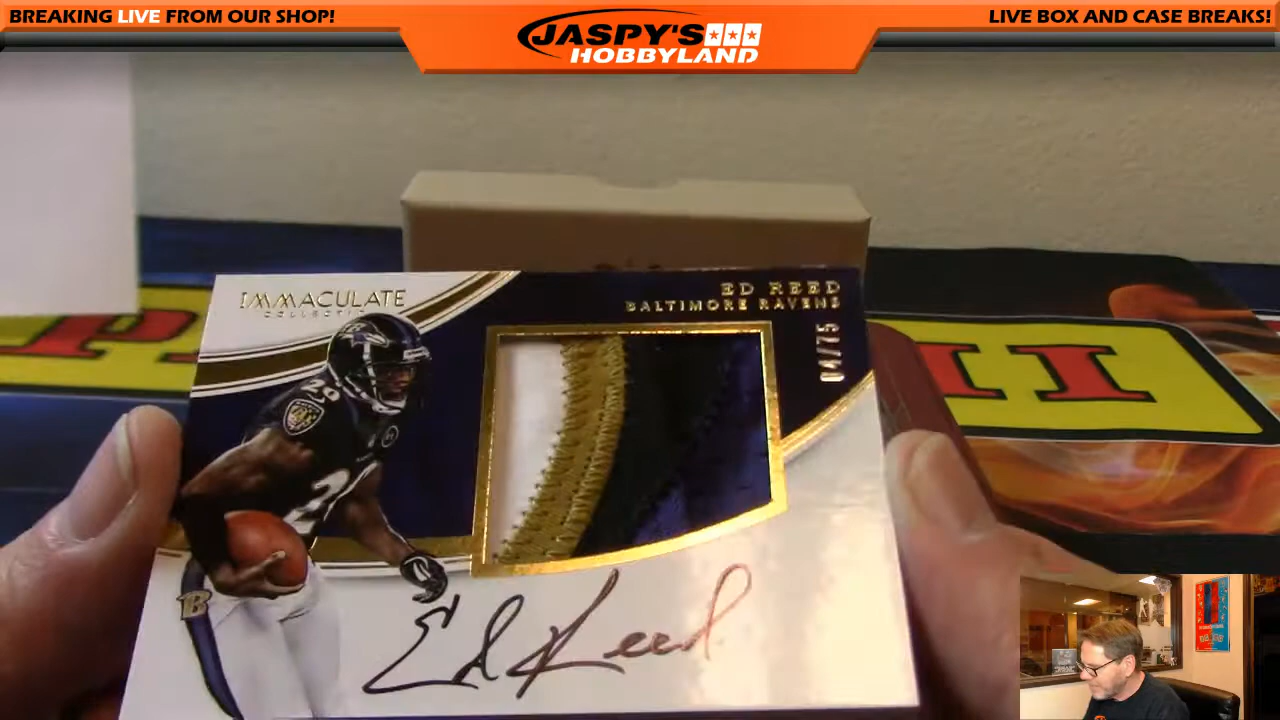 BREAKING LIVE FROM OUR SHOP!
JASPY'S
HOBBYLAND
LIVE BOX AND CASE BREAKS!
IMMACULATE
ED REED
BALTIMORE RAVENS
04/75
20
Ed Reed